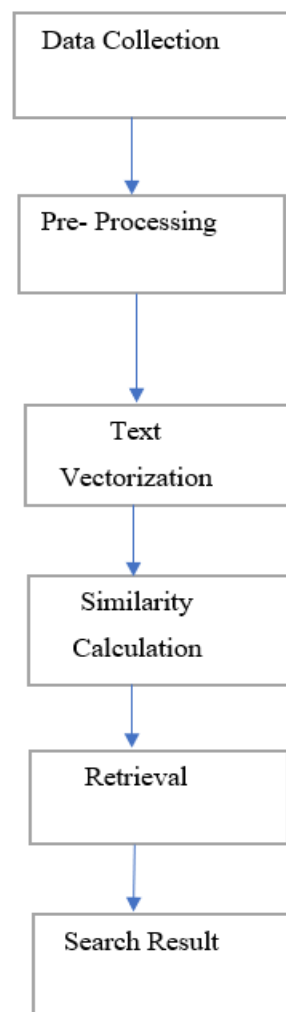 Data Collection
Pre- Processing
Text
Vectorization
Similarity
Calculation
Retrieval
Search Result